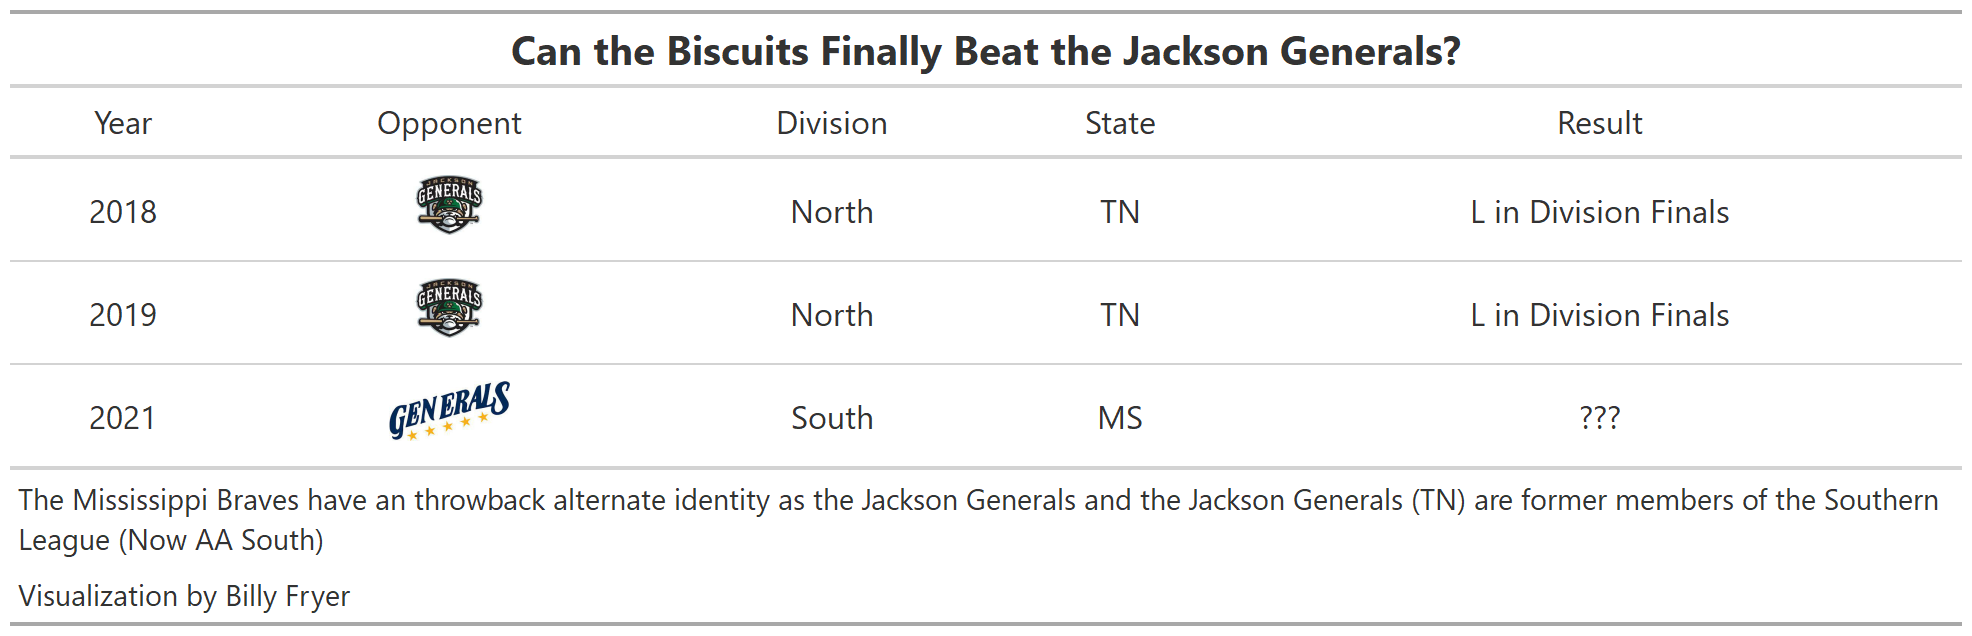 Can the Biscuits Finally Beat the Jackson Generals?
Year Opponent Division State Result
2018 JACKSON GENERALS North TN L in Division Finals
2019 JACKSON GENERALS North TN L in Division Finals
2021 GENERALS South MS ???
The Mississippi Braves have an throwback alternate identity as the Jackson Generals and the Jackson Generals (TN) are former members of the Southern
League (Now AA South)
Visualization by Billy Fryer